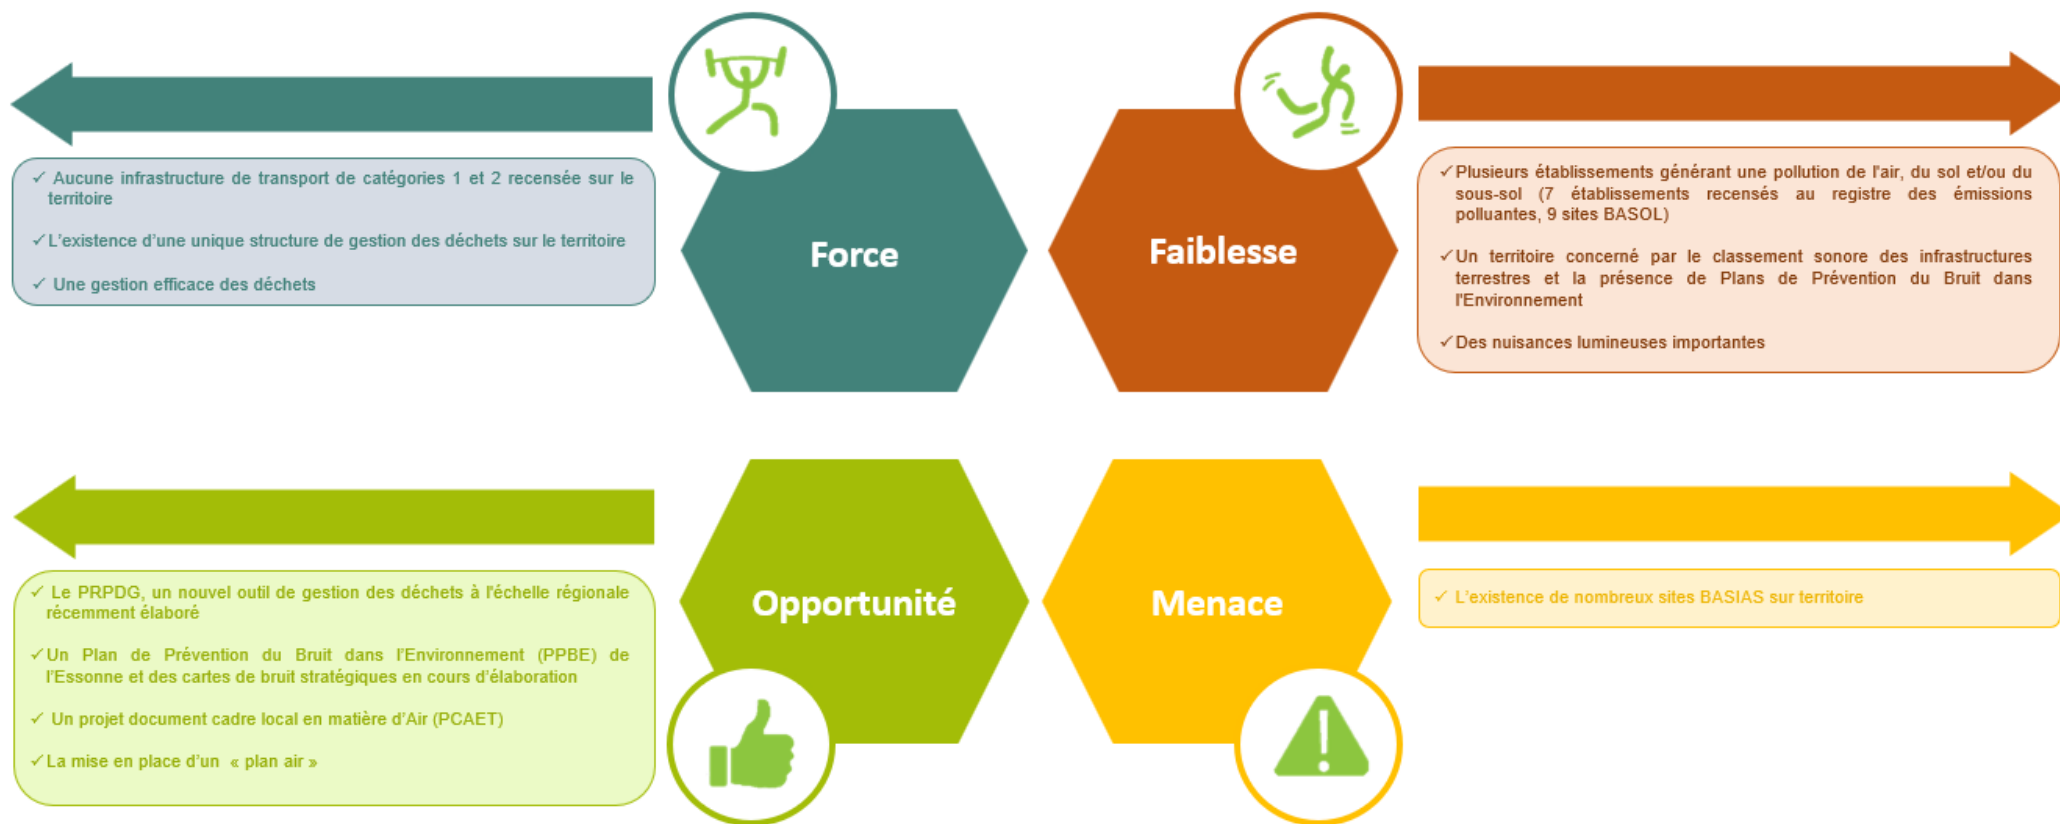 ✓ Aucune infrastructure de transport de catégories 1 et 2 recensée sur le
territoire
✓ L'existence d'une unique structure de gestion des déchets sur le territoire
✓ Une gestion efficace des déchets
Force
Faiblesse
✓ Plusieurs établissements générant une pollution de l'air, du sol et/ou du
sous-sol (7 établissements recensés au registre des émissions
polluantes, 9 sites BASOL)
✓ Un territoire concerné par le classement sonore des infrastructures
terrestres et la présence de Plans de Prévention du Bruit dans
l'Environnement
✓ Des nuisances lumineuses importantes
✓ Le PRPDG, un nouvel outil de gestion des déchets à l'échelle régionale
récemment élaboré
✓ Un Plan de Prévention du Bruit dans l'Environnement (PPBE) de
l'Essonne et des cartes de bruit stratégiques en cours d'élaboration
✓ Un projet document cadre local en matière d'Air (PCAET)
✓ La mise en place d'un « plan air »
Opportunité
Menace
✓ L'existence de nombreux sites BASIAS sur territoire